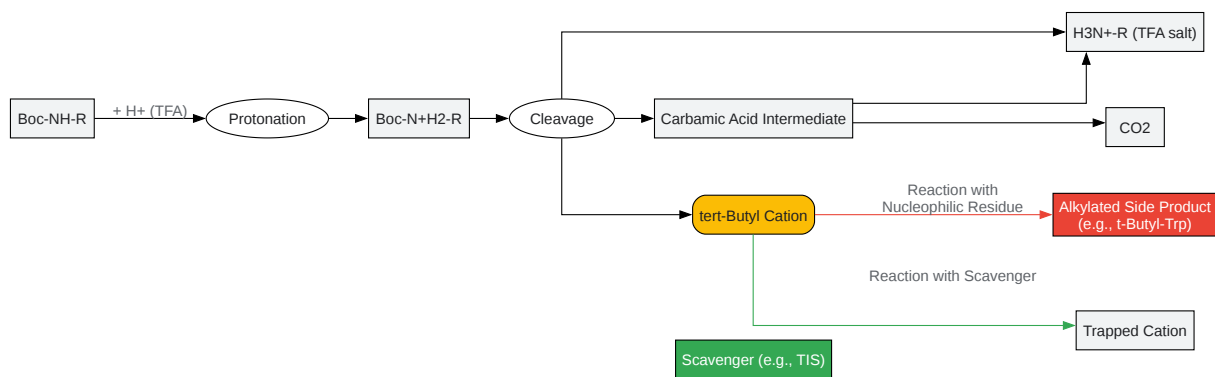 H3N+-R (TFA salt)
Boc-NH-R
+ H+ (TFA)
Protonation
Boc-N+H2-R
Cleavage
Carbamic Acid Intermediate
CO2
tert-Butyl Cation
Reaction with
Nucleophilic Residue
Alkylated Side Product
(e.g., t-Butyl-Trp)
Reaction with Scavenger
Trapped Cation
Scavenger (e.g., TIS)